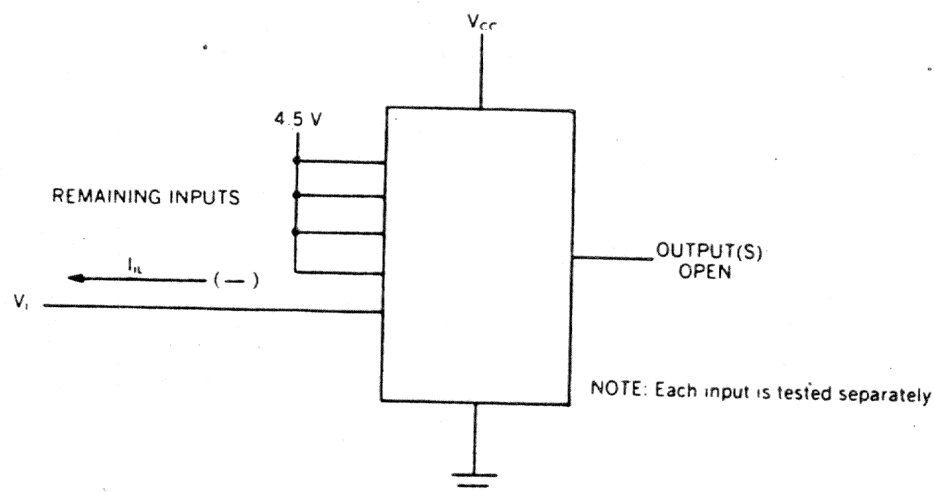 Vcc
4.5 V
REMAINING INPUTS
IIL
(—)
VI
OUTPUT(S)
OPEN
NOTE: Each input is tested separately